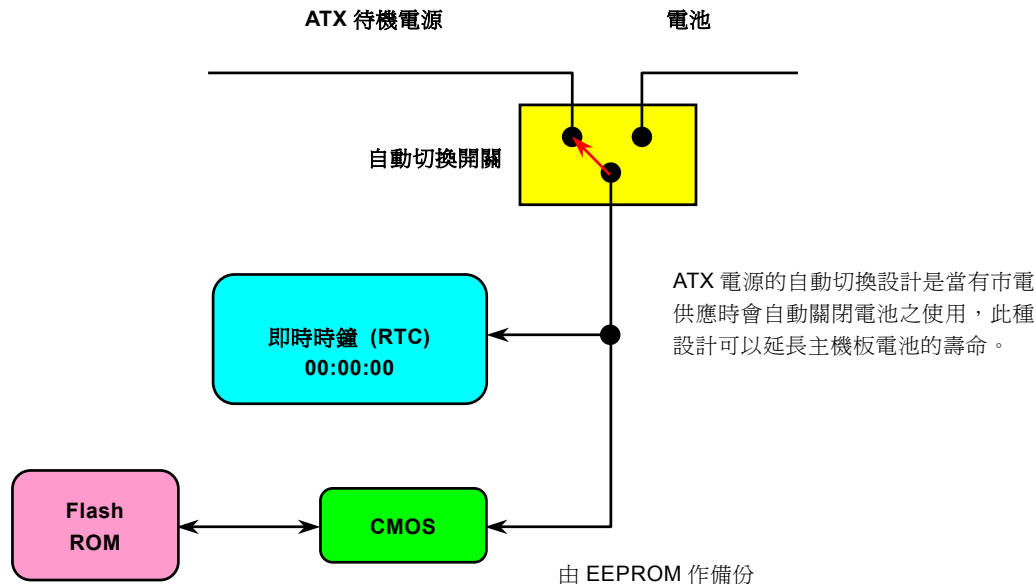 ATX 待機電源
電池
自動切換開關
ATX 電源的自動切換設計是當有市電
供應時會自動關閉電池之使用，此種
設計可以延長主機板電池的壽命。
即時時鐘 (RTC)
00:00:00
Flash
ROM
CMOS
由 EEPROM 作備份